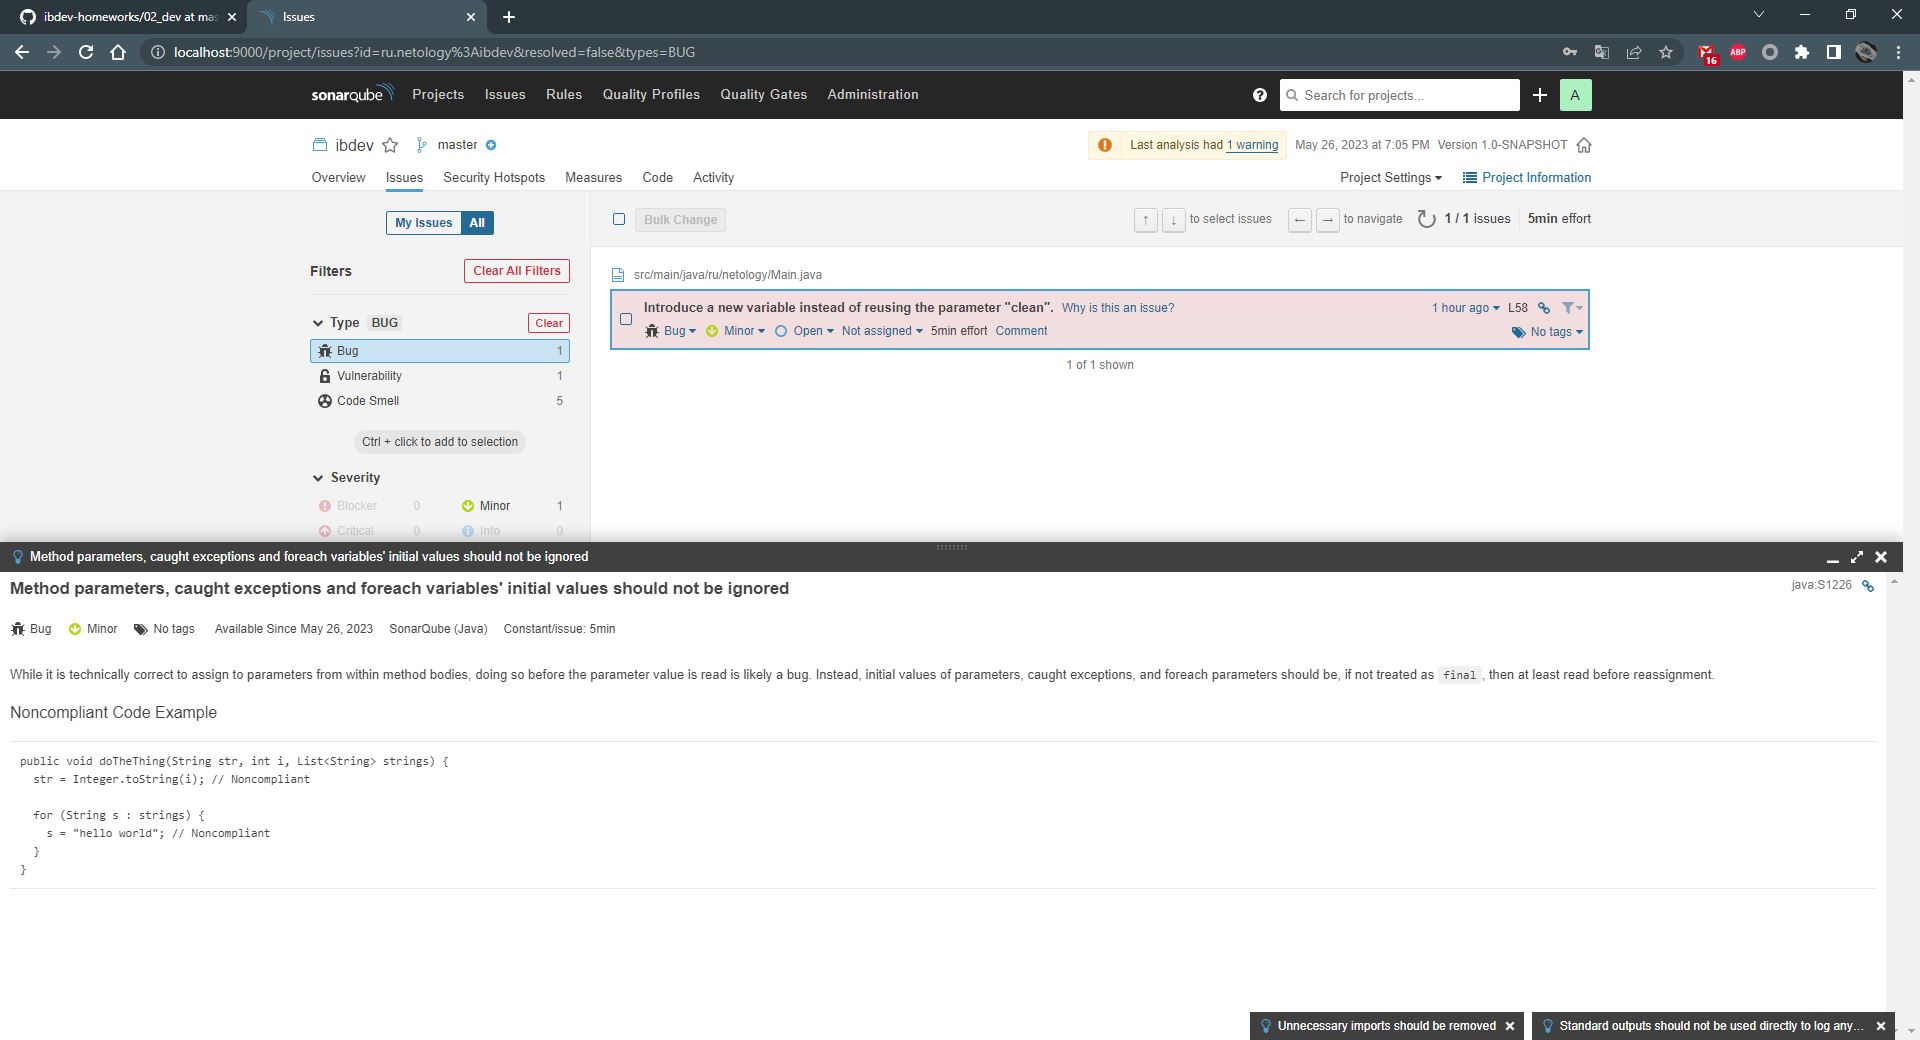 ibdev-homeworks/02_dev at mas
Issues
localhost:9000/project/issues?id=ru.netology%3Aibdev&resolved=false&types=BUG
16
ABP
sonarqube
Projects
Issues
Rules
Quality Profiles
Quality Gates
Administration
Search for projects...
A
ibdev
master
Last analysis had 1 warning
May 26, 2023 at 7:05 PM
Version 1.0-SNAPSHOT
Overview
Issues
Security Hotspots
Measures
Code
Activity
Project Settings
Project Information
My Issues
All
Bulk Change
↑ ↓ to select issues
← → to navigate
1 / 1 issues
5min effort
Filters
Clear All Filters
src/main/java/ru/netology/Main.java
Introduce a new variable instead of reusing the parameter "clean". Why is this an issue?
1 hour ago
L58
Bug
Minor
Open
Not assigned
5min effort
Comment
No tags
1 of 1 shown
Type BUG
Clear
Bug 1
Vulnerability 1
Code Smell 5
Ctrl + click to add to selection
Severity
Blocker 0
Minor 1
Critical 0
Info 0
Method parameters, caught exceptions and foreach variables' initial values should not be ignored
Method parameters, caught exceptions and foreach variables' initial values should not be ignored
java:S1226
Bug
Minor
No tags
Available Since May 26, 2023
SonarQube (Java)
Constant/issue: 5min
While it is technically correct to assign to parameters from within method bodies, doing so before the parameter value is read is likely a bug. Instead, initial values of parameters, caught exceptions, and foreach parameters should be, if not treated as final, then at least read before reassignment.
Noncompliant Code Example
public void doTheThing(String str, int i, List<String> strings) {
str = Integer.toString(i); // Noncompliant
for (String s : strings) {
s = "hello world"; // Noncompliant
}
}
Unnecessary imports should be removed
Standard outputs should not be used directly to log any...